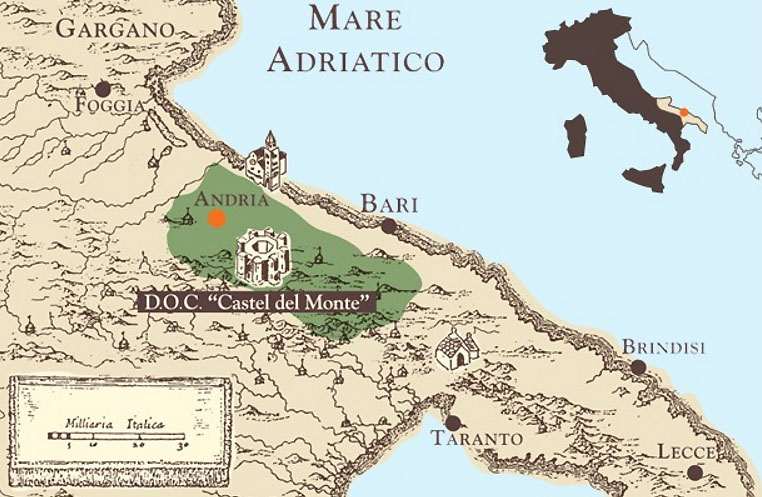 GARGANO
MARE
ADRIATICO
FOGGIA
ANDRIA
BARI
D.O.C. “Castel del Monte”
BRINDISI
Milliaria Italica
5 10 20 30
TARANTO
LECCE